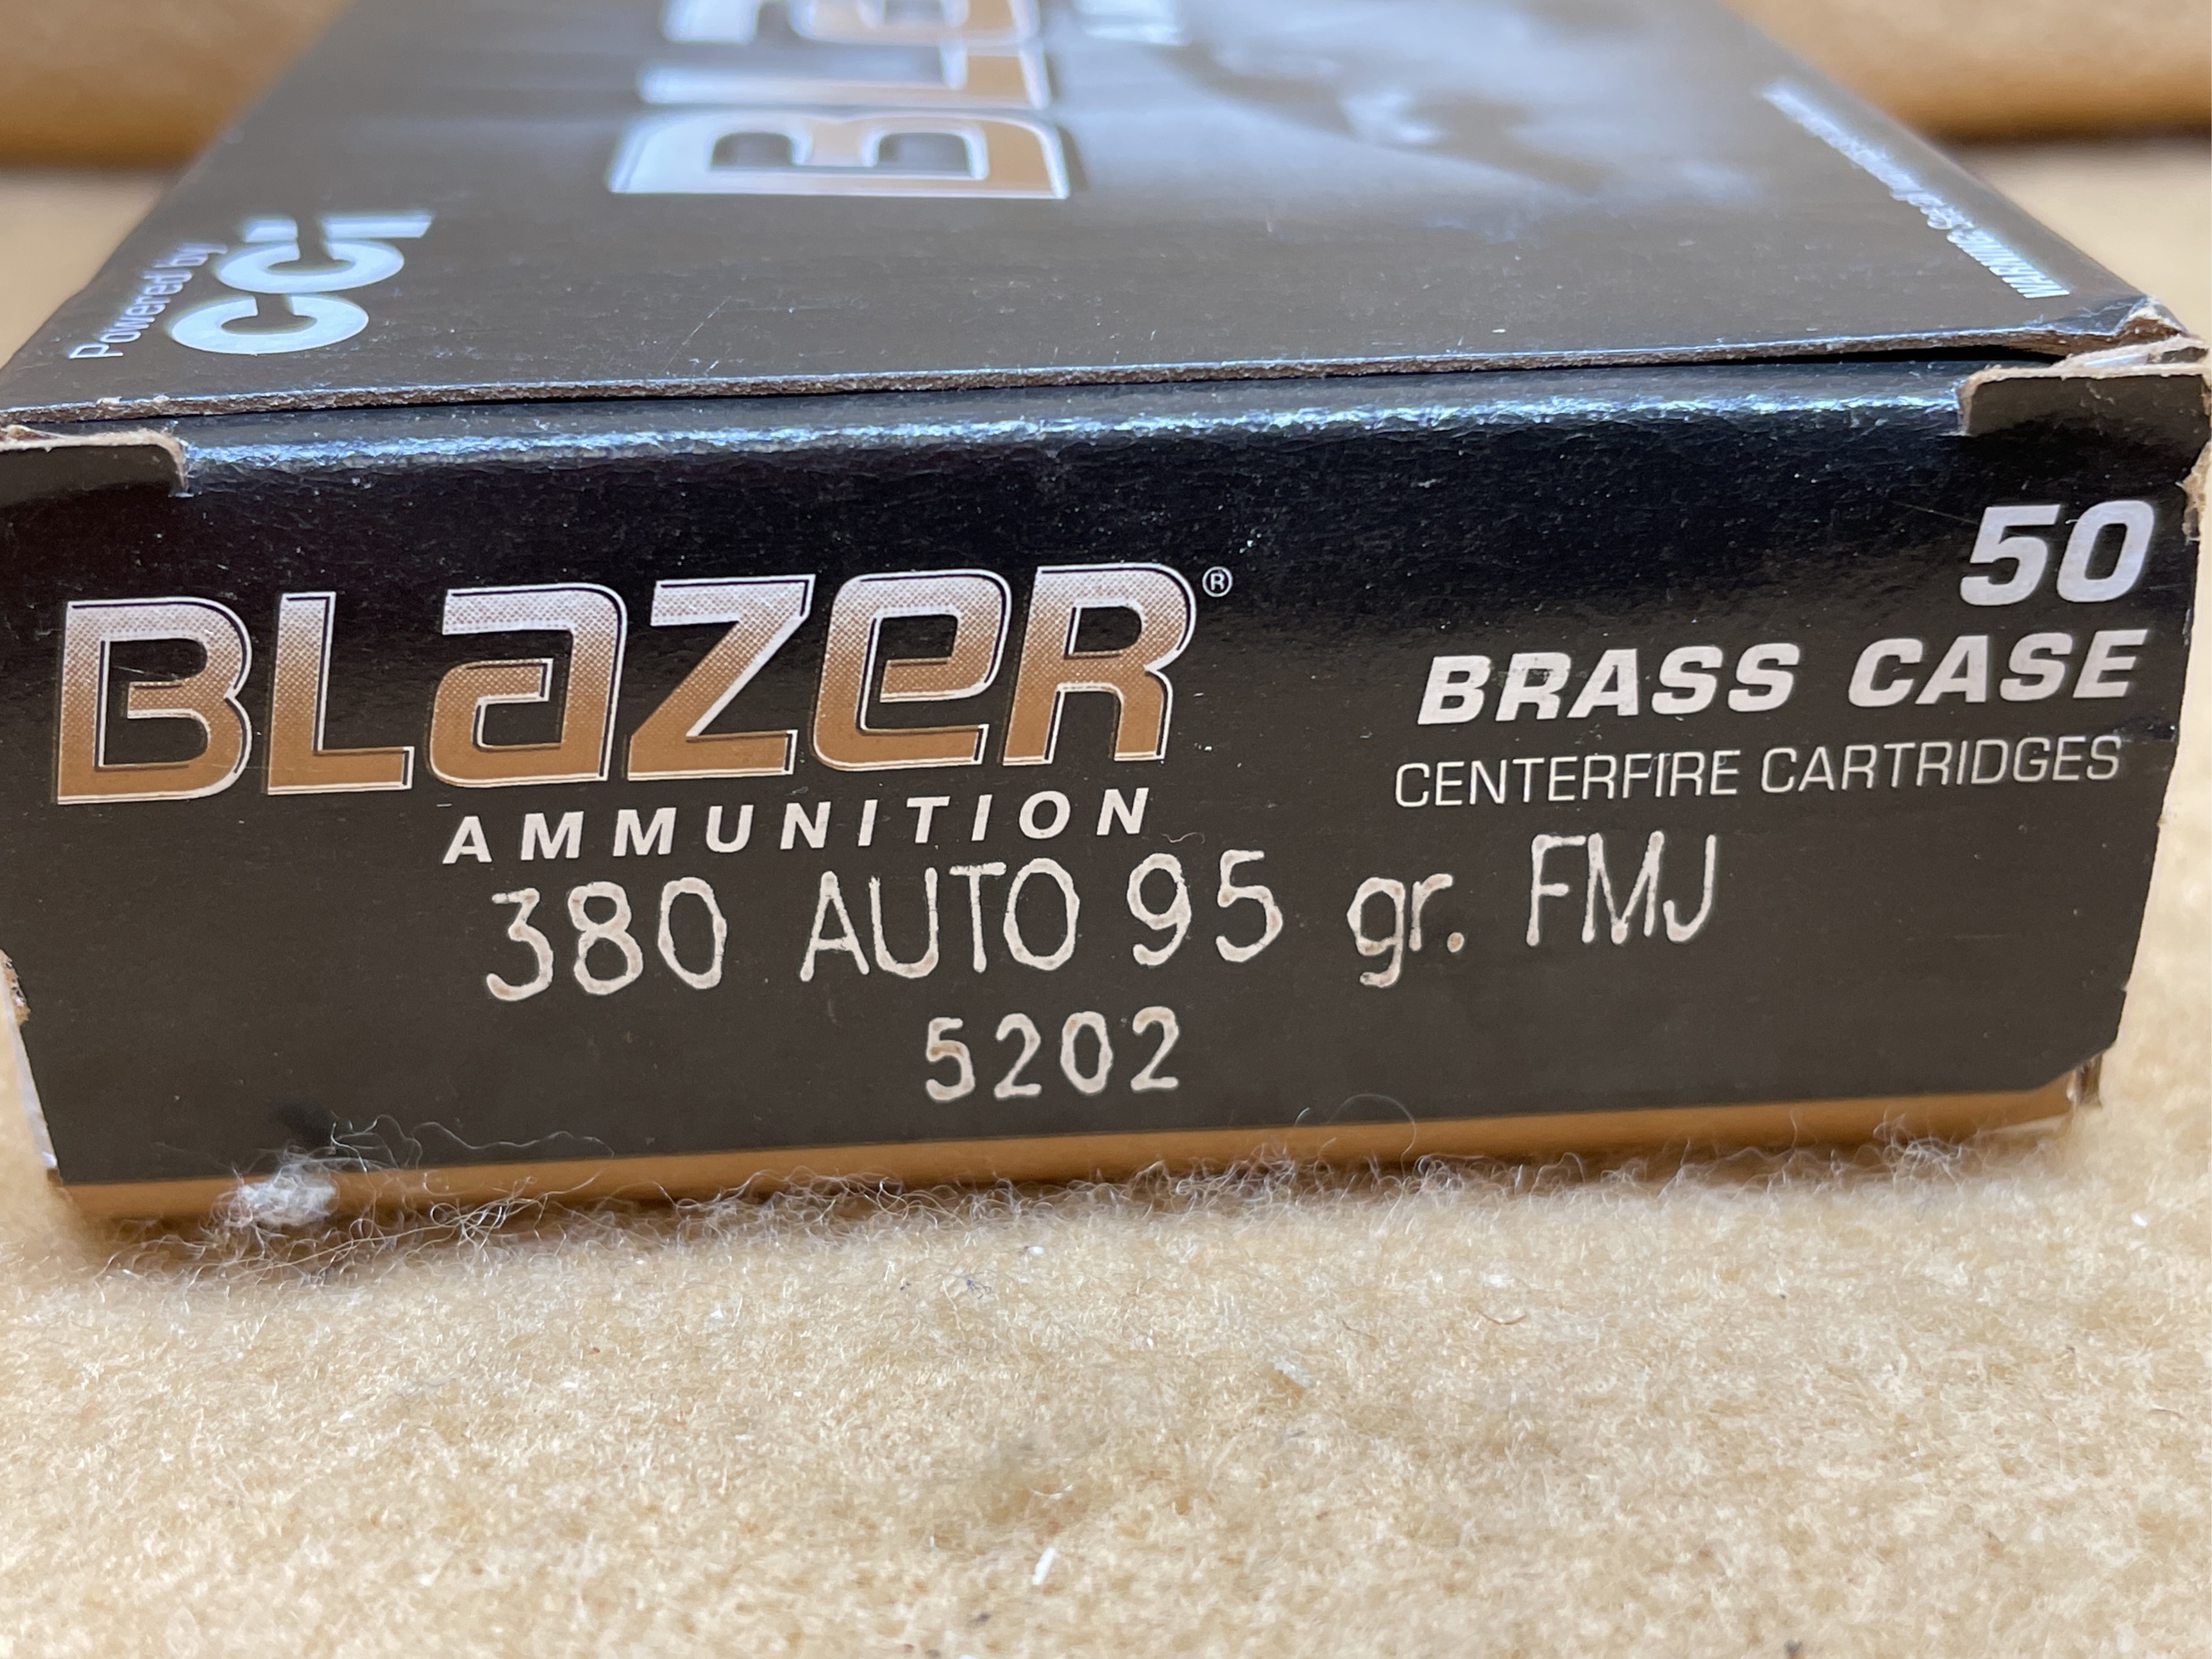 Powered by
CCI
BLazeR®
AMMUNITION
50
BRASS CASE
CENTERFIRE CARTRIDGES
380 AUTO 95 gr. FMJ
5202